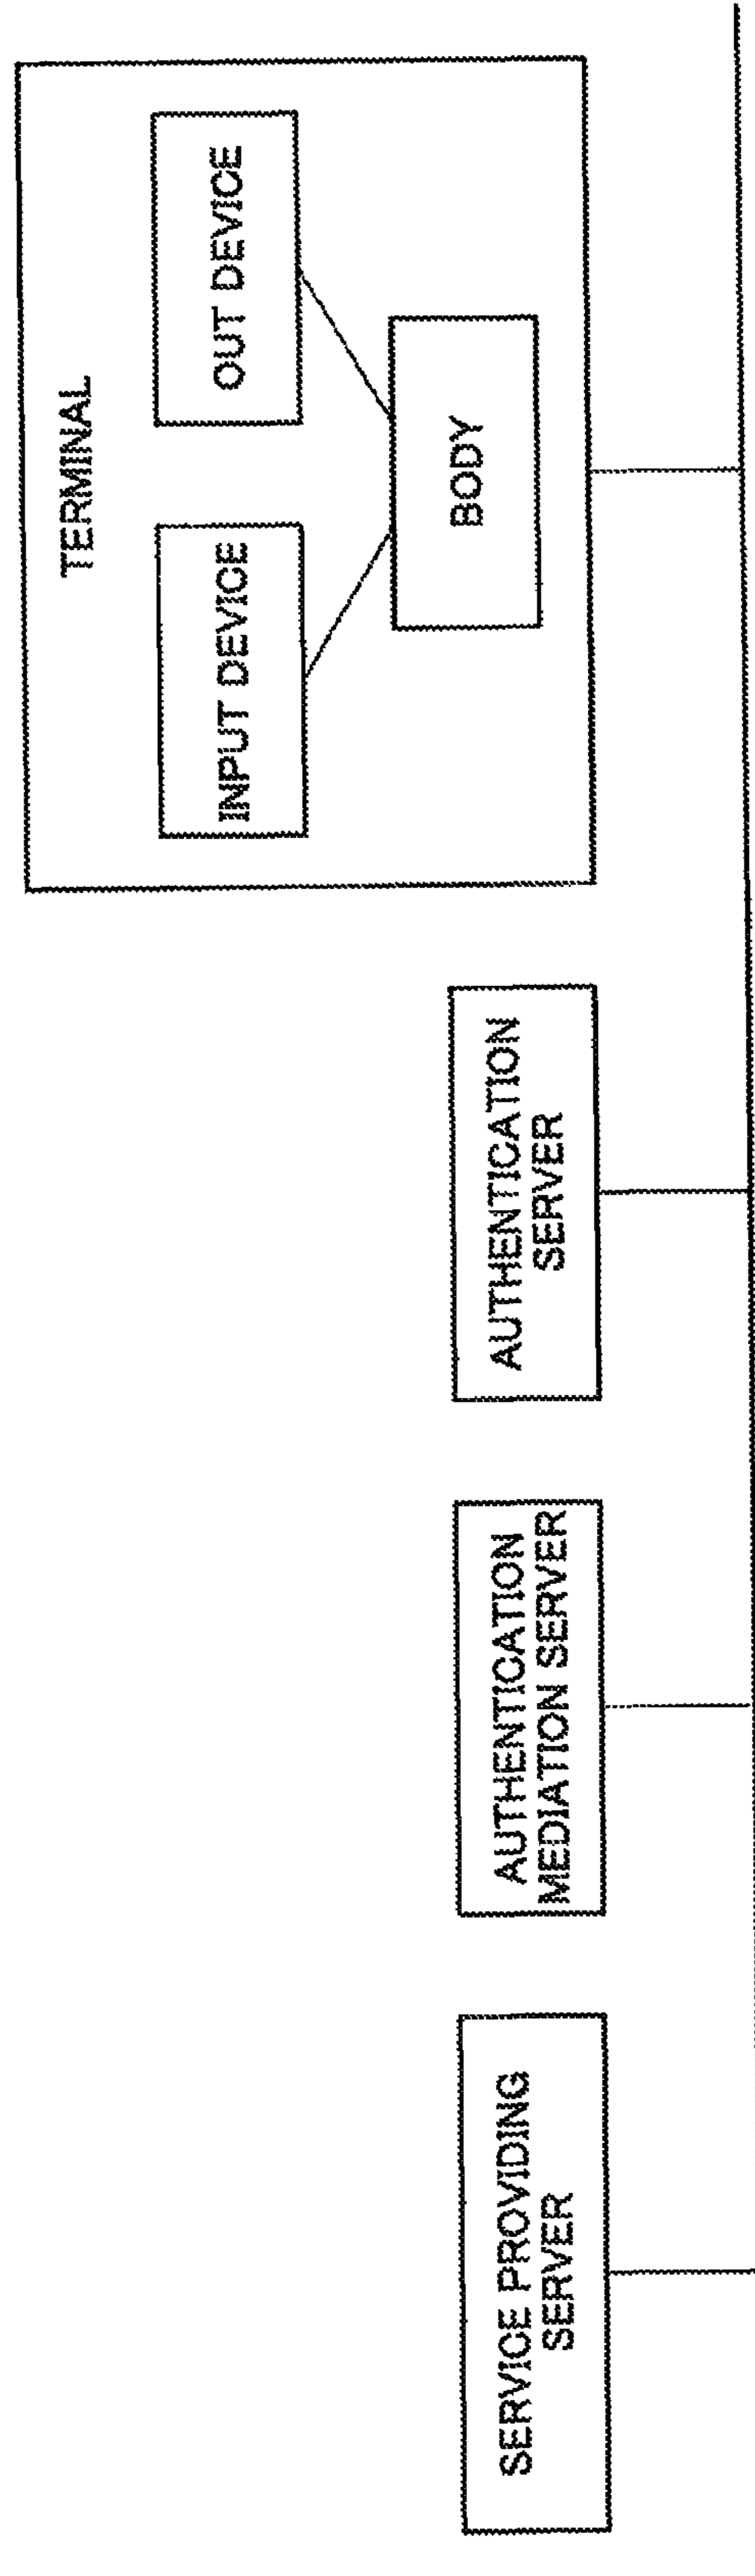 TERMINAL
INPUT DEVICE
OUT DEVICE
BODY
SERVICE PROVIDING
SERVER
AUTHENTICATION
MEDIATION SERVER
AUTHENTICATION
SERVER